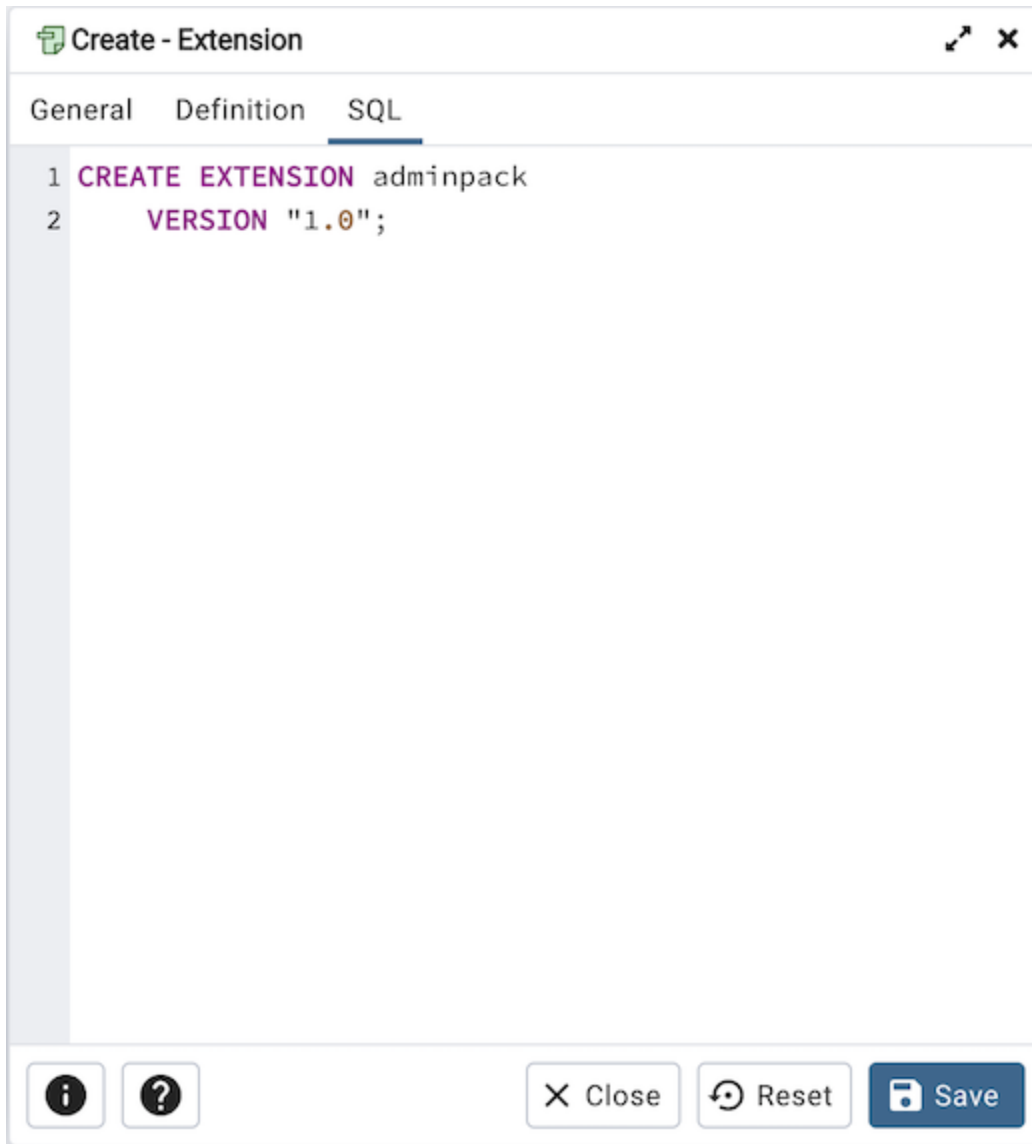 Create - Extension
General Definition SQL
1 CREATE EXTENSION adminpack
2 VERSION "1.0";
Close Reset Save